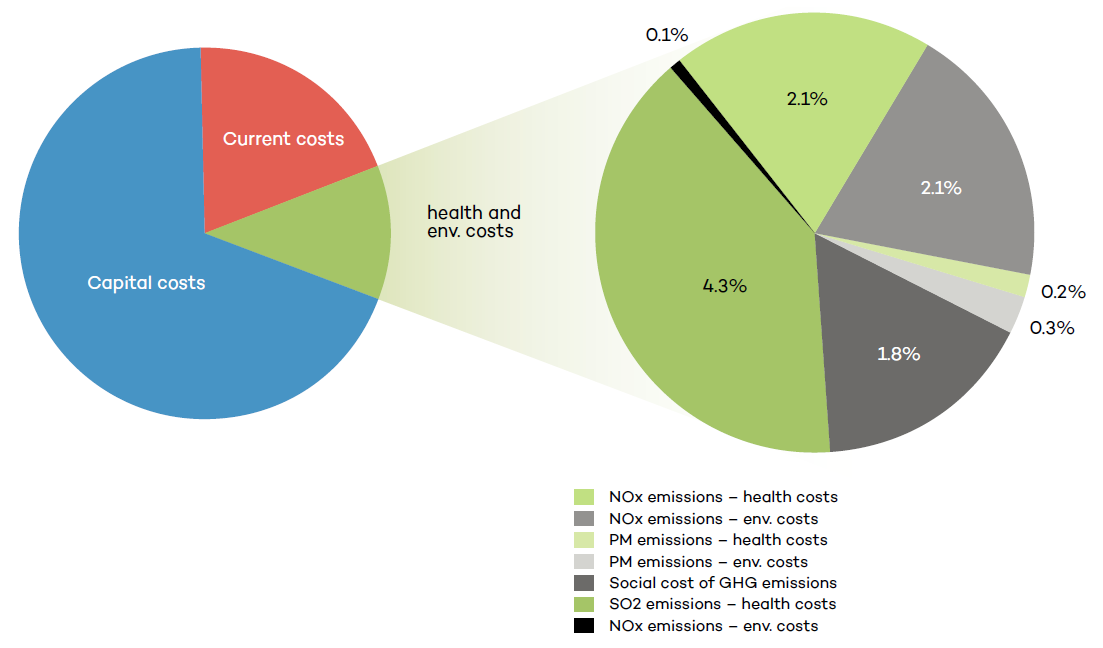 0.1%
2.1%
Current costs
2.1%
health and
env. costs
Capital costs
4.3%
0.2%
0.3%
1.8%
NOx emissions – health costs
NOx emissions – env. costs
PM emissions – health costs
PM emissions – env. costs
Social cost of GHG emissions
SO2 emissions – health costs
NOx emissions – env. costs